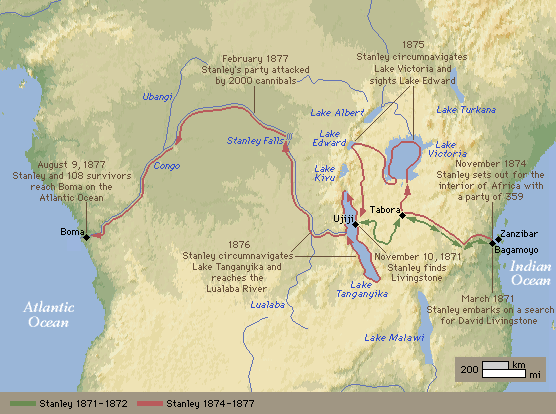 February 1877
Stanley's party attacked
by 2000 cannibals
1875
Stanley circumnavigates
Lake Victoria and
sights Lake Edward
Ubangi
Lake Albert
Lake Turkana
Stanley Falls
Lake
Edward
Lake
Victoria
August 9, 1877
Stanley and 108 survivors
reach Boma on the
Atlantic Ocean
Congo
Lake
Kivu
November 1874
Stanley sets out for the
interior of Africa with
a party of 359
Tabora
Ujiji
Boma
Zanzibar
Bagamoyo
1876
Stanley circumnavigates
Lake Tanganyika and
reaches the
Lualaba River
November 10, 1871
Stanley finds
Livingstone
Indian
Ocean
Lake
Tanganyika
March 1871
Stanley embarks on a search
for David Livingstone
Atlantic
Ocean
Lualaba
Lake Malawi
200 km
mi
Stanley 1871-1872 Stanley 1874-1877